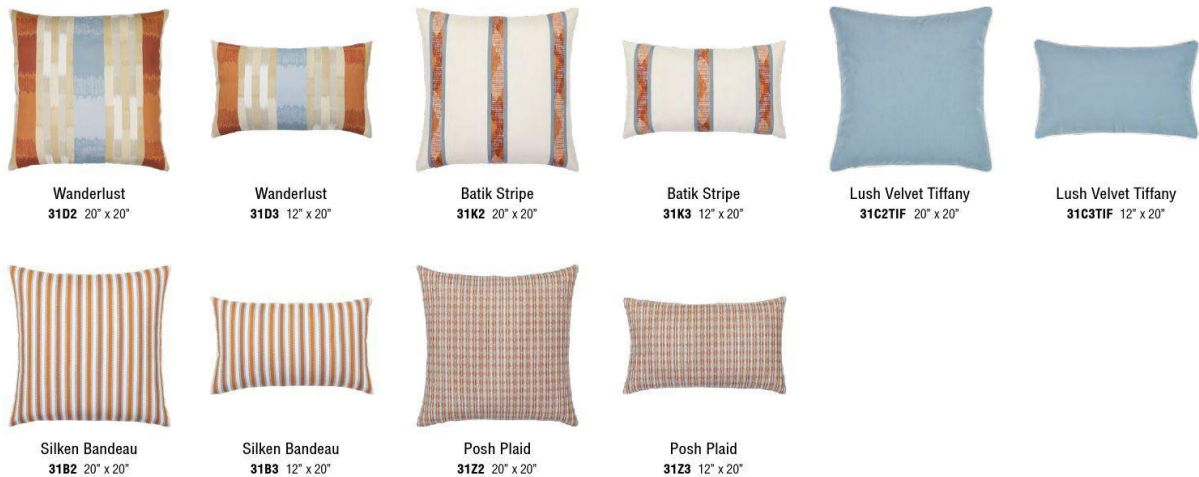 Wanderlust
31D2 20” x 20”
Wanderlust
31D3 12” x 20”
Batik Stripe
31K2 20” x 20”
Batik Stripe
31K3 12” x 20”
Lush Velvet Tiffany
31C2TIF 20” x 20”
Lush Velvet Tiffany
31C3TIF 12” x 20”
Silken Bandeau
31B2 20” x 20”
Silken Bandeau
31B3 12” x 20”
Posh Plaid
31Z2 20” x 20”
Posh Plaid
31Z3 12” x 20”